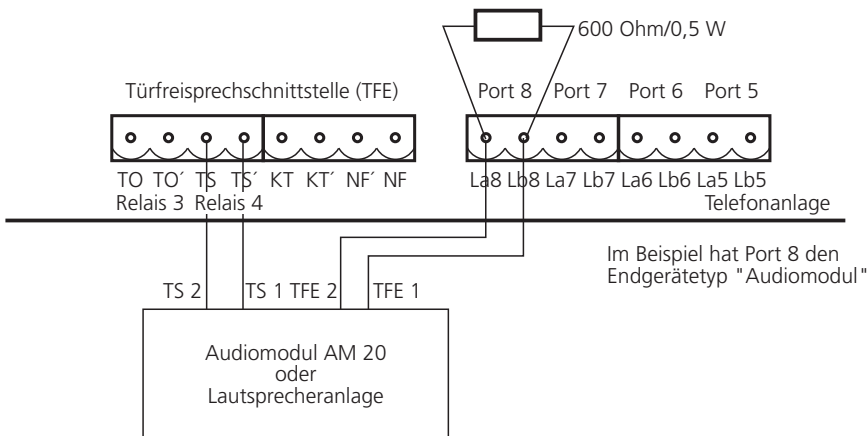 600 Ohm/0,5 W
Türfreisprechschnittstelle (TFE)
Port 8 Port 7 Port 6 Port 5
TO TO´ TS TS´ KT KT´ NF´ NF
La8 Lb8 La7 Lb7 La6 Lb6 La5 Lb5
Relais 3 Relais 4
Telefonanlage
Im Beispiel hat Port 8 den
Endgerätetyp "Audiomodul"
TS 2 TS 1 TFE 2 TFE 1
Audiomodul AM 20
oder
Lautsprecheranlage